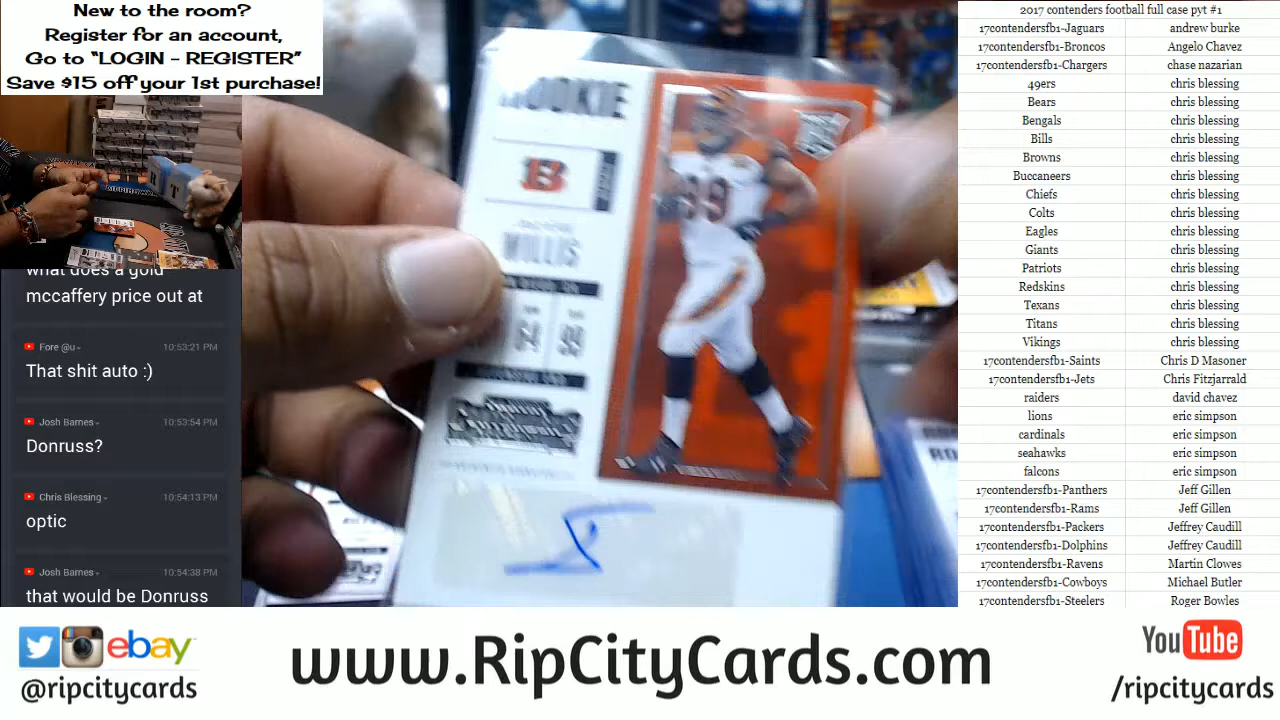 New to the room?
Register for an account,
Go to “LOGIN - REGISTER”
Save $15 off your 1st purchase!
what does a gold
mccaffery price out at
Fore @u 10:53:21 PM
That shit auto :)
Josh Barnes 10:53:54 PM
Donruss?
Chris Blessing 10:54:13 PM
optic
Josh Barnes 10:54:38 PM
that would be Donruss
ROOKIE
WILLIS
64 99
99
2017 contenders football full case pyt #1
17contendersfb1-Jaguars andrew burke
17contendersfb1-Broncos Angelo Chavez
17contendersfb1-Chargers chase nazarian
49ers chris blessing
Bears chris blessing
Bengals chris blessing
Bills chris blessing
Browns chris blessing
Buccaneers chris blessing
Chiefs chris blessing
Colts chris blessing
Eagles chris blessing
Giants chris blessing
Patriots chris blessing
Redskins chris blessing
Texans chris blessing
Titans chris blessing
Vikings chris blessing
17contendersfb1-Saints Chris D Masoner
17contendersfb1-Jets Chris Fitzjarrald
raiders david chavez
lions eric simpson
cardinals eric simpson
seahawks eric simpson
falcons eric simpson
17contendersfb1-Panthers Jeff Gillen
17contendersfb1-Rams Jeff Gillen
17contendersfb1-Packers Jeffrey Caudill
17contendersfb1-Dolphins Jeffrey Caudill
17contendersfb1-Ravens Martin Clowes
17contendersfb1-Cowboys Michael Butler
17contendersfb1-Steelers Roger Bowles
ebay
@ripcitycards
www.RipCityCards.com
YouTube
/ripcitycards